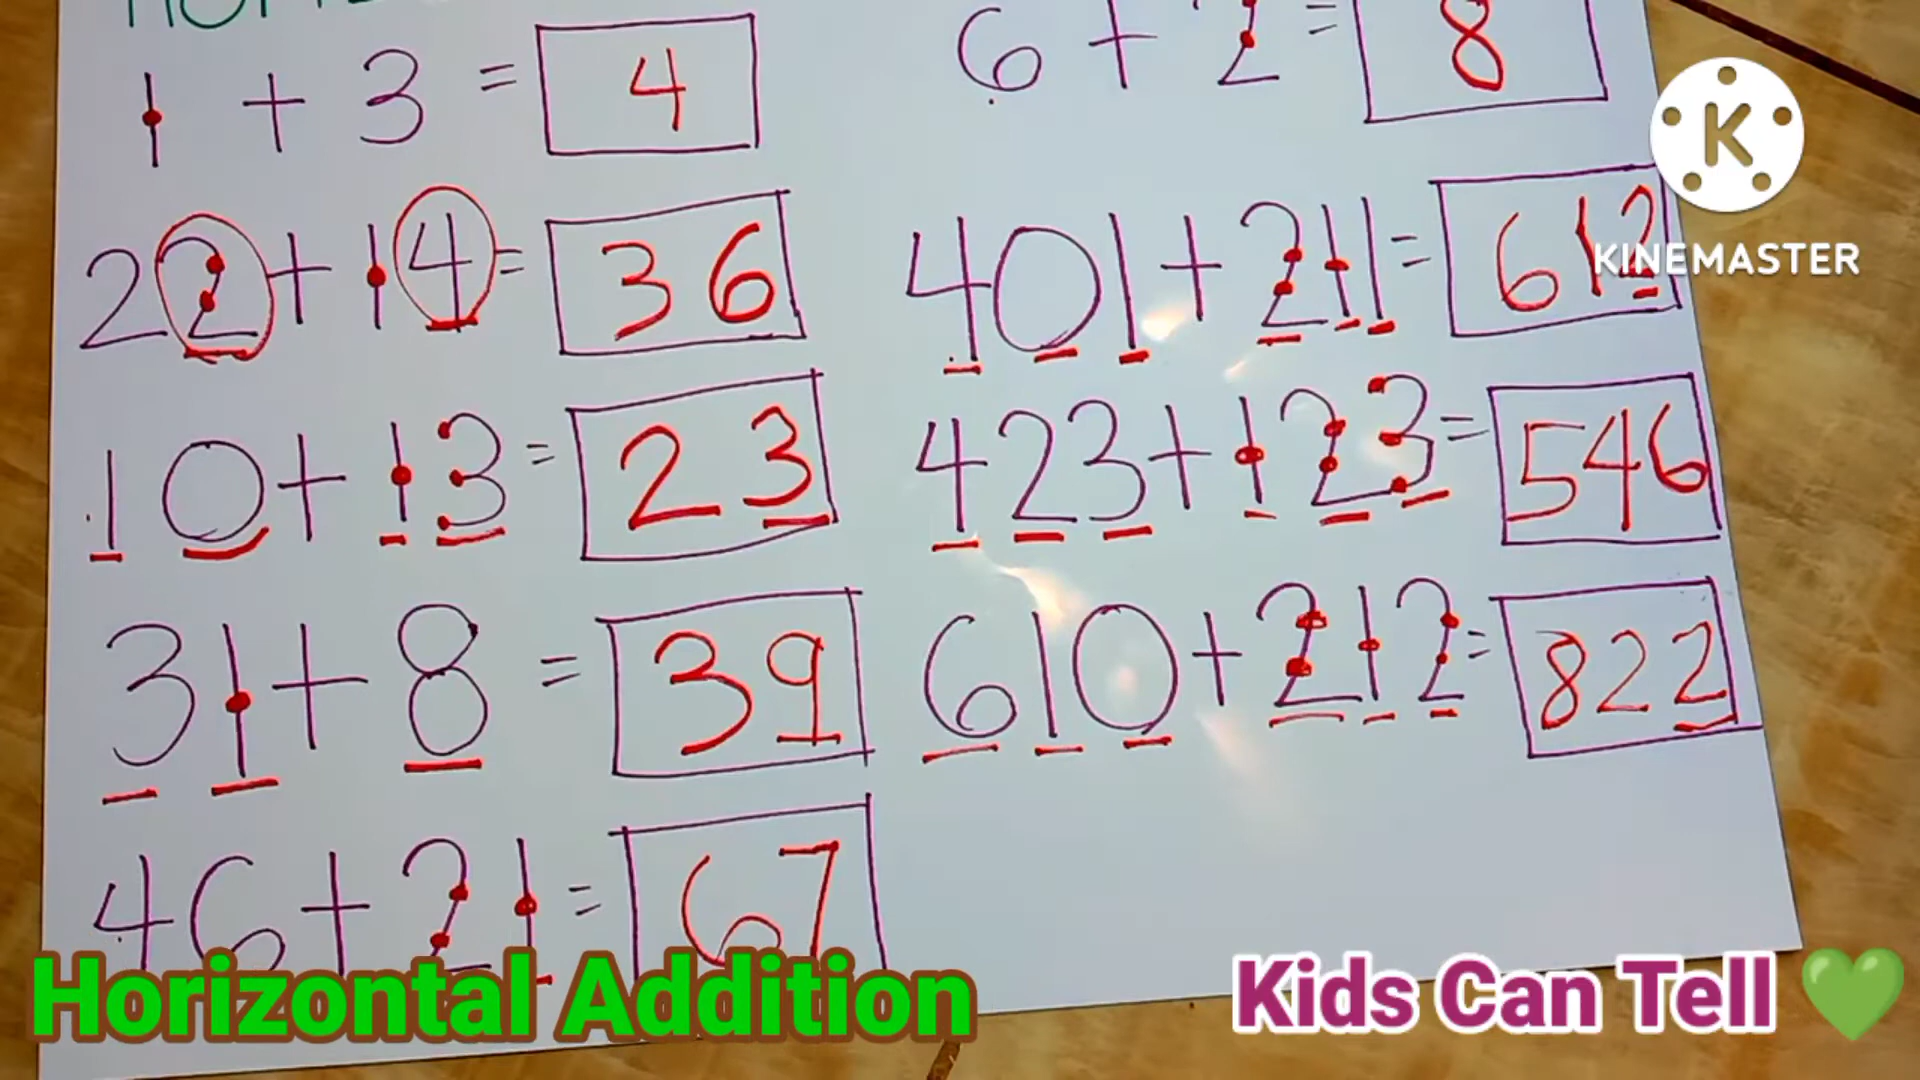 1 + 3 = 4
6 + 2 = 8
22 + 14 = 36
401 + 211 = 612
10 + 13 = 23
423 + 123 = 546
31 + 8 = 39
610 + 212 = 822
46 + 21 = 67
K
KINEMASTER
Horizontal Addition
Kids Can Tell 💚